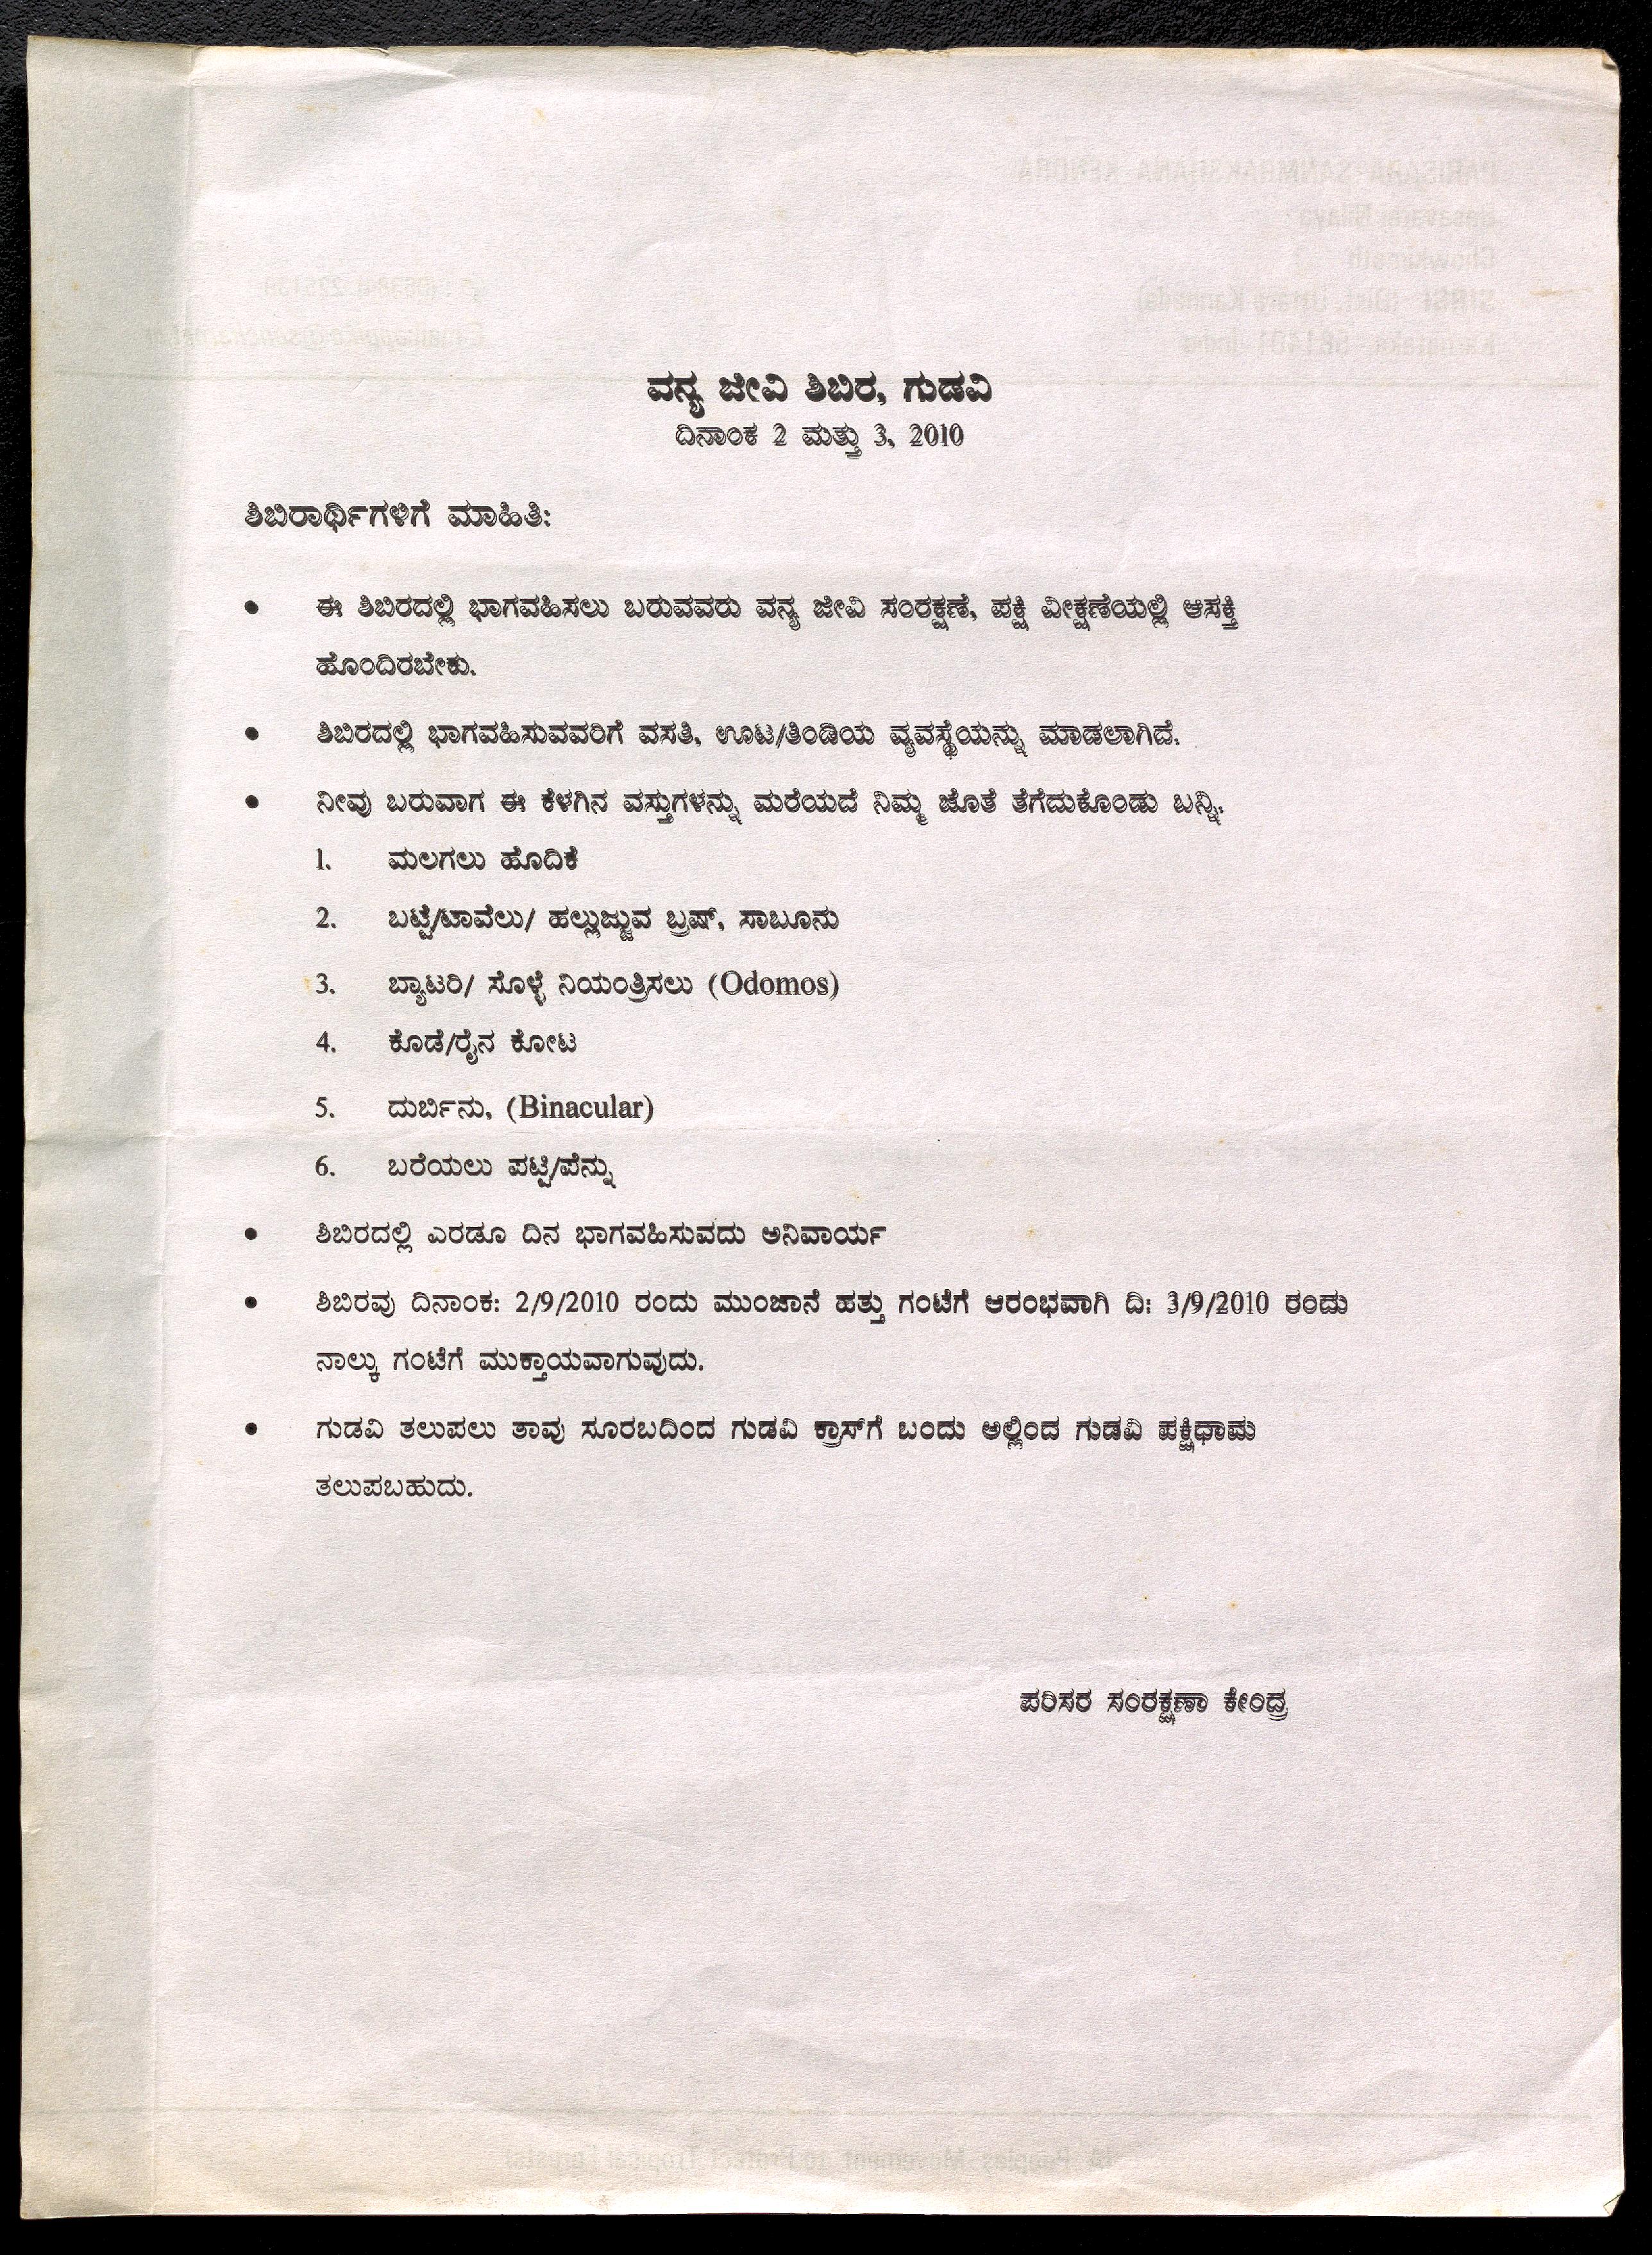 ವನ್ಯ ಜೀವಿ ಶಿಬಿರ, ಗುಡವಿ
ದಿನಾಂಕ 2 ಮತ್ತು 3, 2010
ಶಿಬಿರಾರ್ಥಿಗಳಿಗೆ ಮಾಹಿತಿ:
• ಈ ಶಿಬಿರದಲ್ಲಿ ಭಾಗವಹಿಸಲು ಬರುವವರು ವನ್ಯ ಜೀವಿ ಸಂರಕ್ಷಣೆ, ಪಕ್ಷಿ ವೀಕ್ಷಣೆಯಲ್ಲಿ ಆಸಕ್ತಿ
ಹೊಂದಿರಬೇಕು.
• ಶಿಬಿರದಲ್ಲಿ ಭಾಗವಹಿಸುವವರಿಗೆ ವಸತಿ, ಊಟ/ತಿಂಡಿಯ ವ್ಯವಸ್ಥೆಯನ್ನು ಮಾಡಲಾಗಿದೆ.
• ನೀವು ಬರುವಾಗ ಈ ಕೆಳಗಿನ ವಸ್ತುಗಳನ್ನು ಮರೆಯದೆ ನಿಮ್ಮ ಜೊತೆ ತೆಗೆದುಕೊಂಡು ಬನ್ನಿ.
1. ಮಲಗಲು ಹೊದಿಕೆ
2. ಬಟ್ಟೆ/ಟಾವೆಲು/ ಹಲ್ಲುಜ್ಜುವ ಬ್ರಷ್, ಸಾಬೂನು
3. ಬ್ಯಾಟರಿ/ ಸೊಳ್ಳೆ ನಿಯಂತ್ರಿಸಲು (Odomos)
4. ಕೊಡೆ/ರೈನ ಕೋಟ
5. ದುರ್ಬಿನು, (Binacular)
6. ಬರೆಯಲು ಪಟ್ಟಿ/ಪೆನ್ನು
• ಶಿಬಿರದಲ್ಲಿ ಎರಡೂ ದಿನ ಭಾಗವಹಿಸುವದು ಅನಿವಾರ್ಯ
• ಶಿಬಿರವು ದಿನಾಂಕ: 2/9/2010 ರಂದು ಮುಂಜಾನೆ ಹತ್ತು ಗಂಟೆಗೆ ಆರಂಭವಾಗಿ ದಿ: 3/9/2010 ರಂದು
ನಾಲ್ಕು ಗಂಟೆಗೆ ಮುಕ್ತಾಯವಾಗುವುದು.
• ಗುಡವಿ ತಲುಪಲು ತಾವು ಸೂರಬದಿಂದ ಗುಡವಿ ಕ್ರಾಸ್‌ಗೆ ಬಂದು ಅಲ್ಲಿಂದ ಗುಡವಿ ಪಕ್ಷಿಧಾಮ
ತಲುಪಬಹುದು.
ಪರಿಸರ ಸಂರಕ್ಷಣಾ ಕೇಂದ್ರ